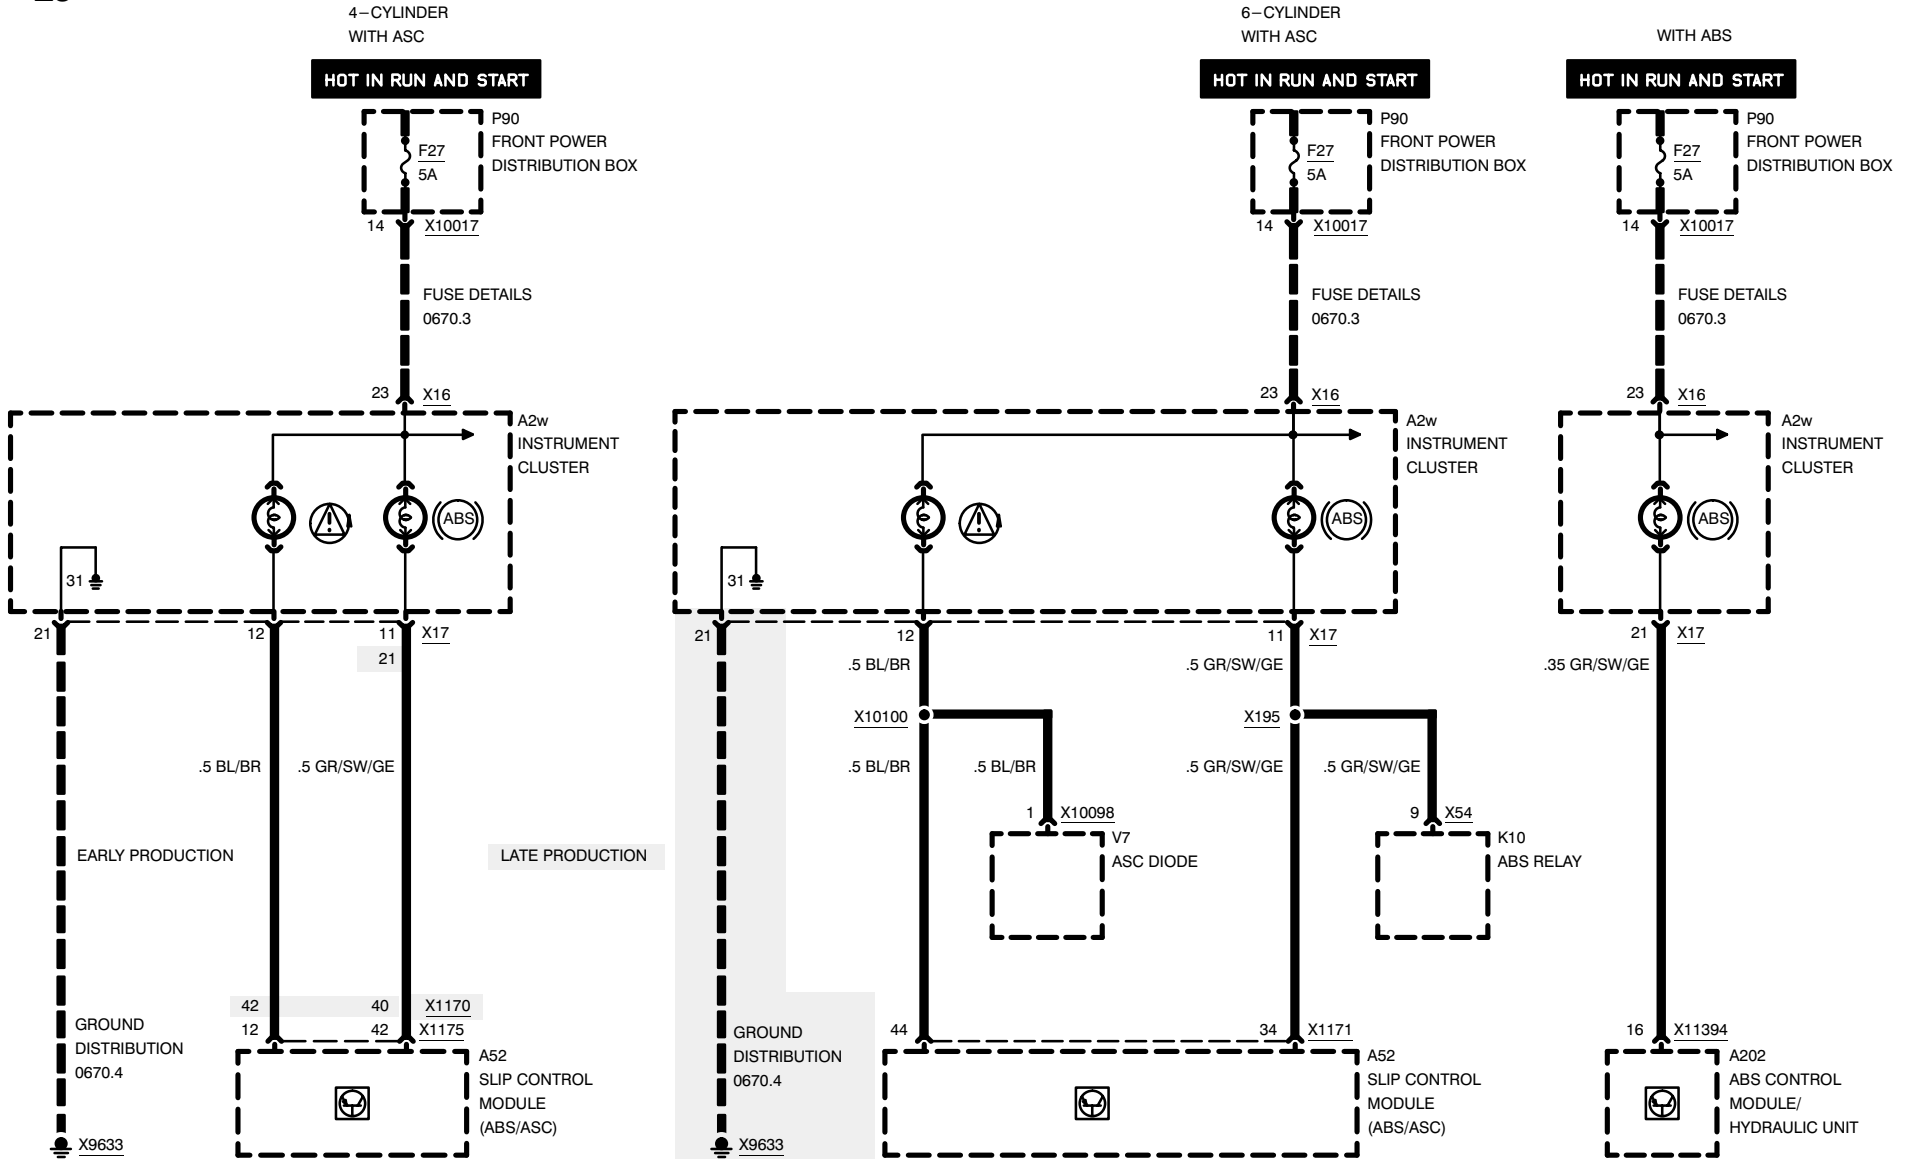 4–CYLINDER
WITH ASC
HOT IN RUN AND START
P90
FRONT POWER
DISTRIBUTION BOX
F27
5A
14 X10017
FUSE DETAILS
0670.3
23 X16
A2w
INSTRUMENT
CLUSTER
ABS
31
21 12 11 X17
21
.5 BL/BR .5 GR/SW/GE
EARLY PRODUCTION
LATE PRODUCTION
42 40 X1170
12 42 X1175
GROUND
DISTRIBUTION
0670.4
X9633
A52
SLIP CONTROL
MODULE
(ABS/ASC)
6–CYLINDER
WITH ASC
HOT IN RUN AND START
P90
FRONT POWER
DISTRIBUTION BOX
F27
5A
14 X10017
FUSE DETAILS
0670.3
23 X16
A2w
INSTRUMENT
CLUSTER
ABS
31
21 12 11 X17
.5 BL/BR .5 GR/SW/GE
X10100 X195
.5 BL/BR .5 BL/BR .5 GR/SW/GE .5 GR/SW/GE
1 X10098
V7
ASC DIODE
9 X54
K10
ABS RELAY
44 34 X1171
GROUND
DISTRIBUTION
0670.4
X9633
A52
SLIP CONTROL
MODULE
(ABS/ASC)
WITH ABS
HOT IN RUN AND START
P90
FRONT POWER
DISTRIBUTION BOX
F27
5A
14 X10017
FUSE DETAILS
0670.3
23 X16
A2w
INSTRUMENT
CLUSTER
ABS
21 X17
.35 GR/SW/GE
16 X11394
A202
ABS CONTROL
MODULE/
HYDRAULIC UNIT